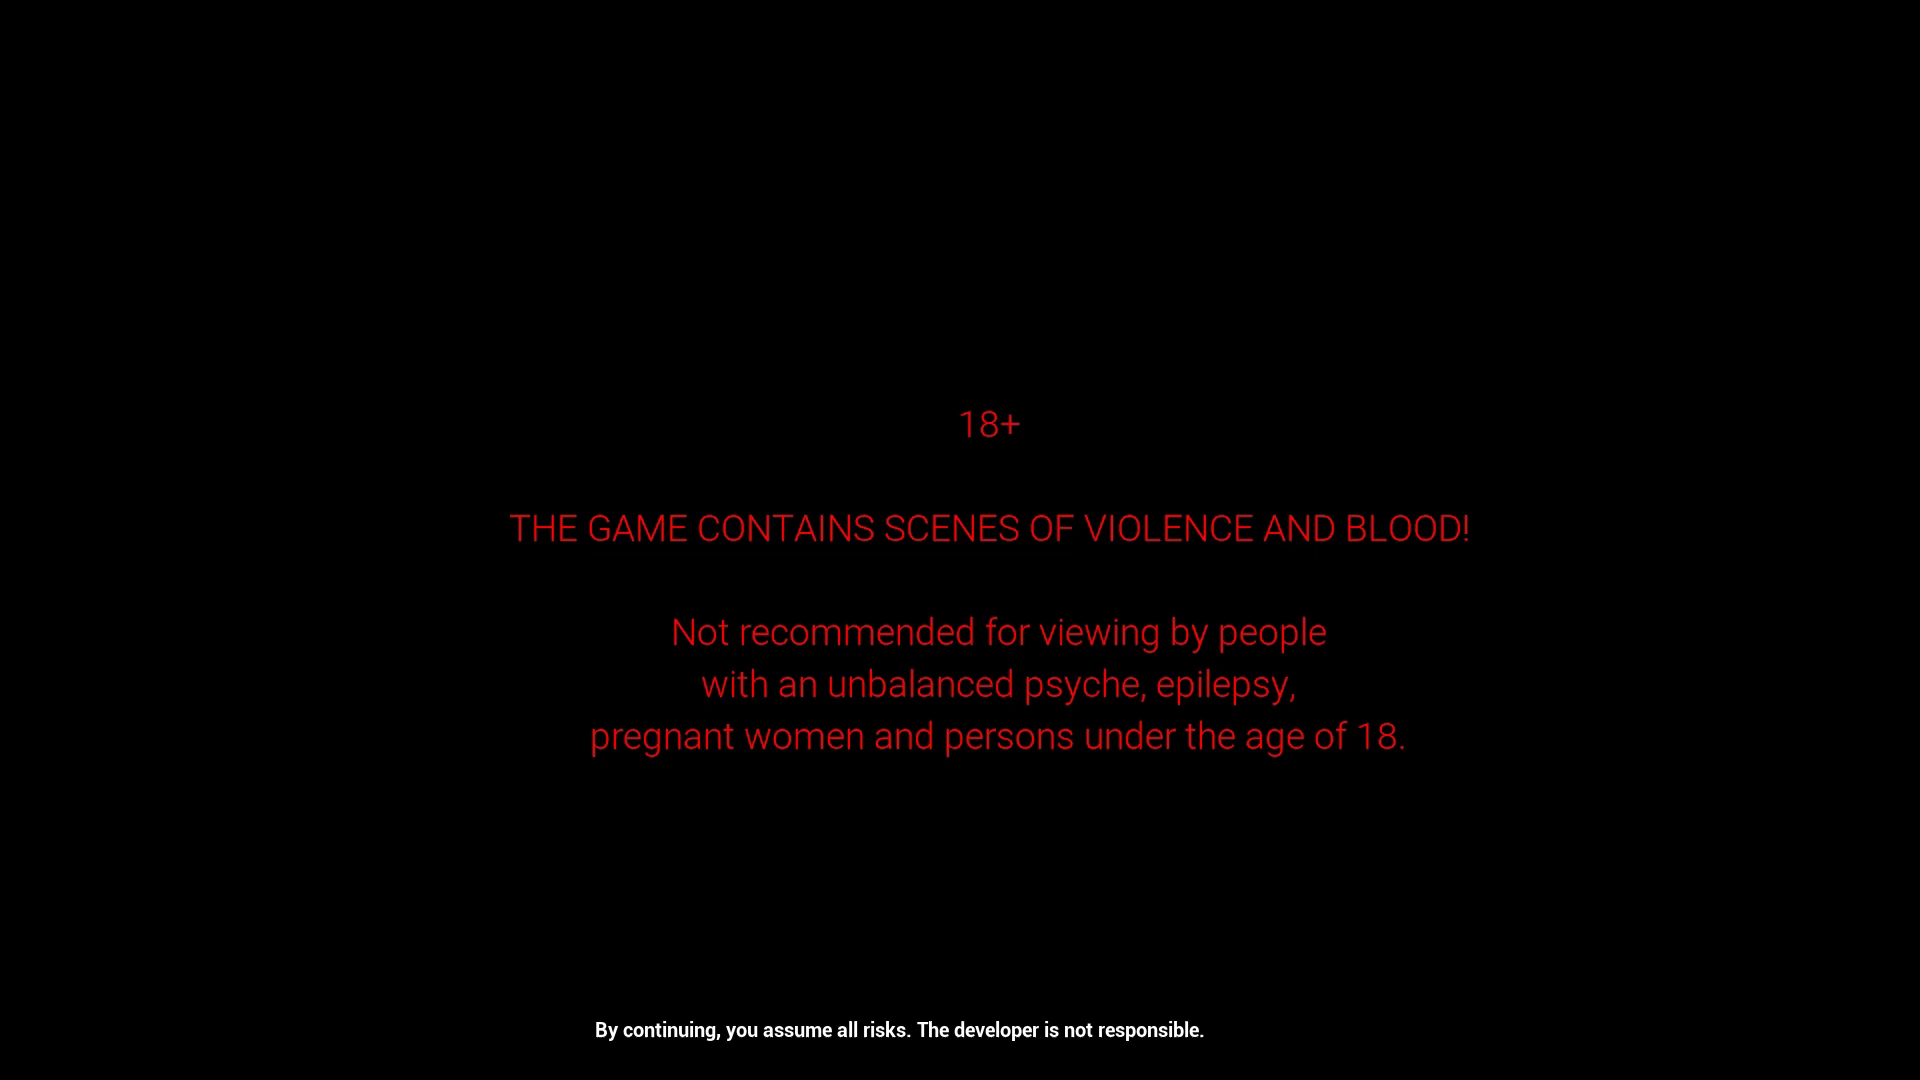 18+
THE GAME CONTAINS SCENES OF VIOLENCE AND BLOOD!
Not recommended for viewing by people
with an unbalanced psyche, epilepsy,
pregnant women and persons under the age of 18.
By continuing, you assume all risks. The developer is not responsible.